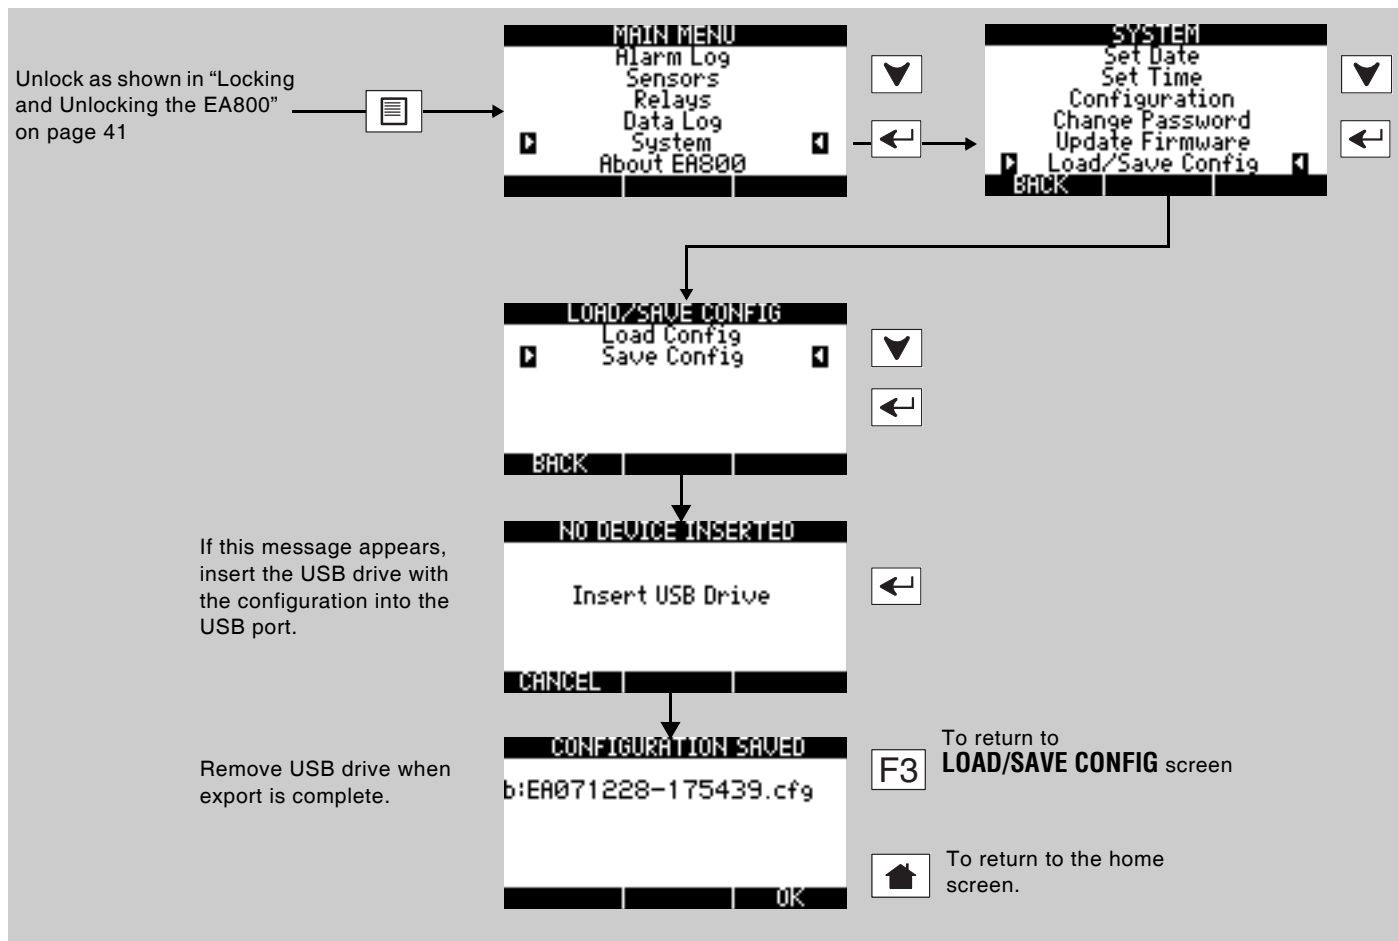 Unlock as shown in “Locking
and Unlocking the EA800”
on page 41
MAIN MENU
Alarm Log
Sensors
Relays
Data Log
System
About EA800
SYSTEM
Set Date
Set Time
Configuration
Change Password
Update Firmware
Load/Save Config
BACK
LOAD/SAVE CONFIG
Load Config
Save Config
BACK
If this message appears,
insert the USB drive with
the configuration into the
USB port.
NO DEVICE INSERTED
Insert USB Drive
CANCEL
Remove USB drive when
export is complete.
CONFIGURATION SAVED
b:EA071228-175439.cfg
OK
F3
To return to
LOAD/SAVE CONFIG screen
To return to the home
screen.